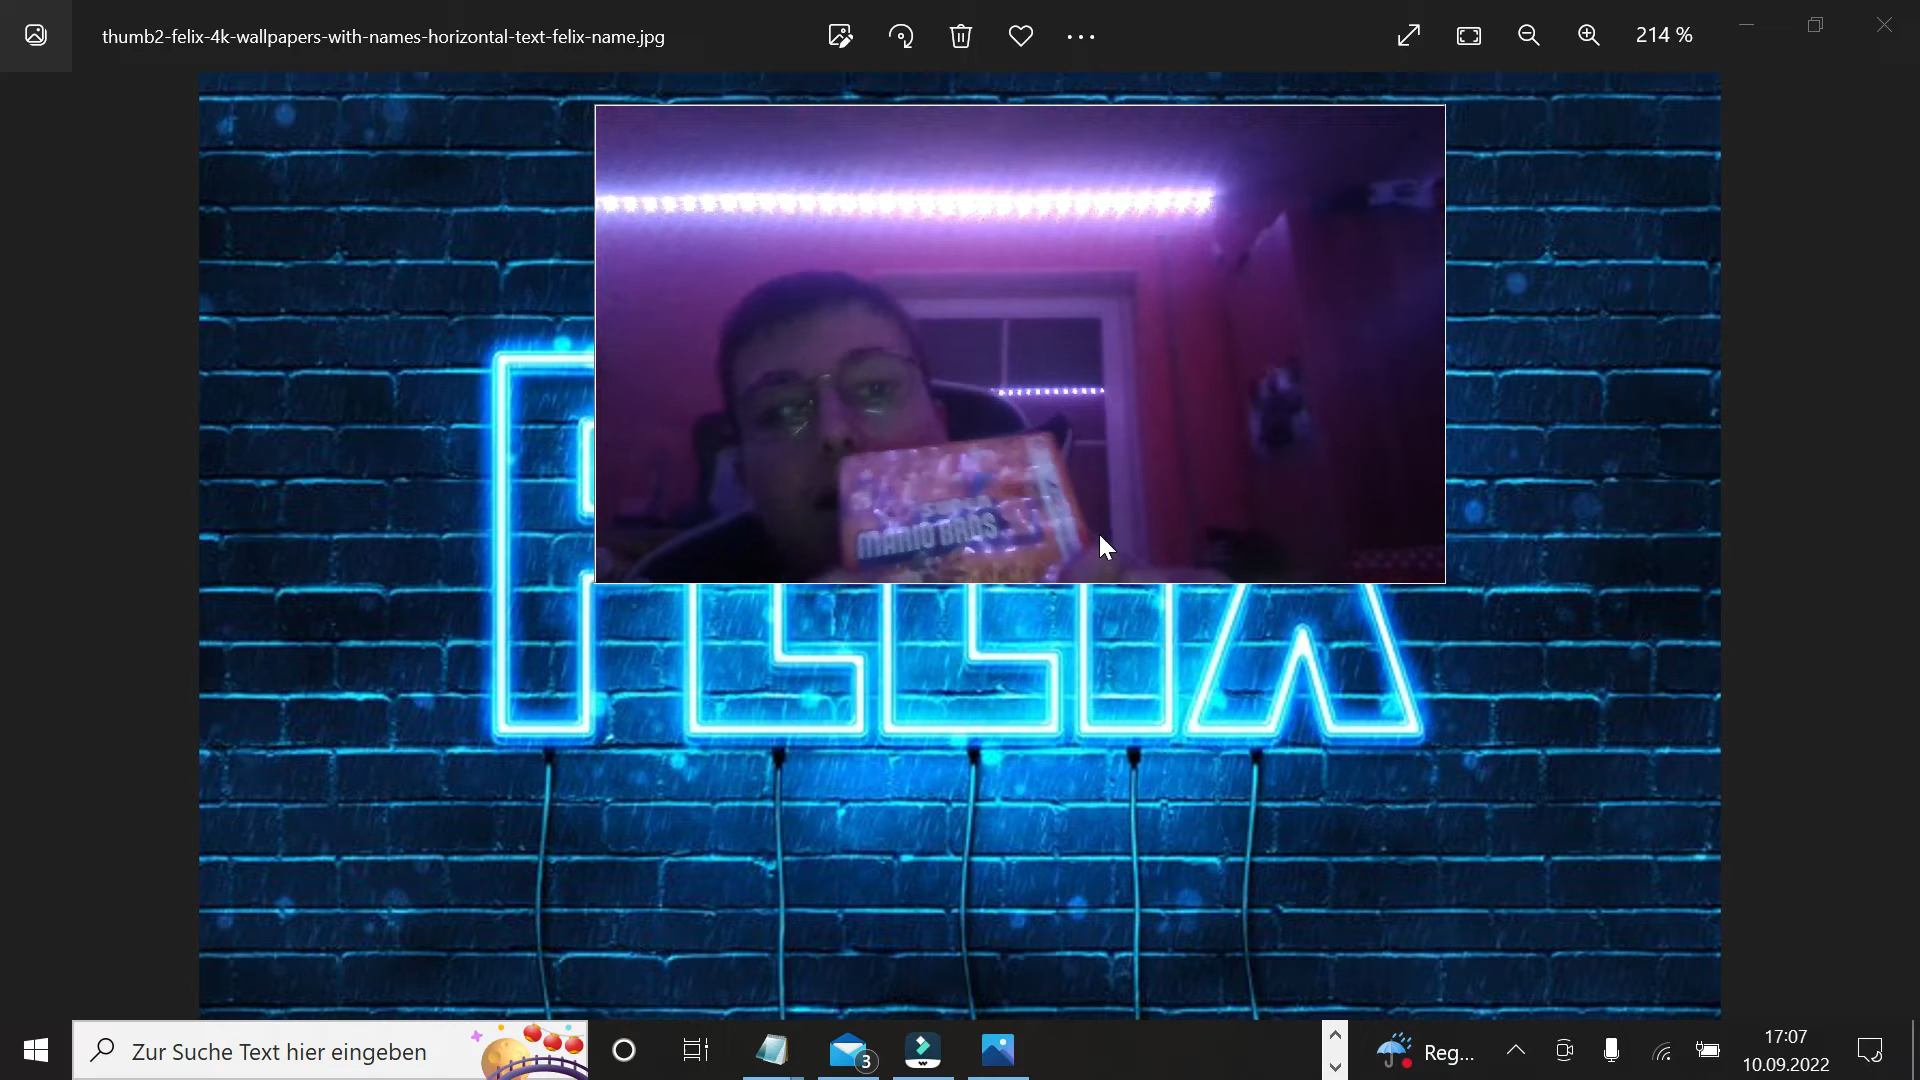 thumb2-felix-4k-wallpapers-with-names-horizontal-text-felix-name.jpg
214 %
MARIO BROS
FELIX
Zur Suche Text hier eingeben
3
Reg...
17:07
10.09.2022